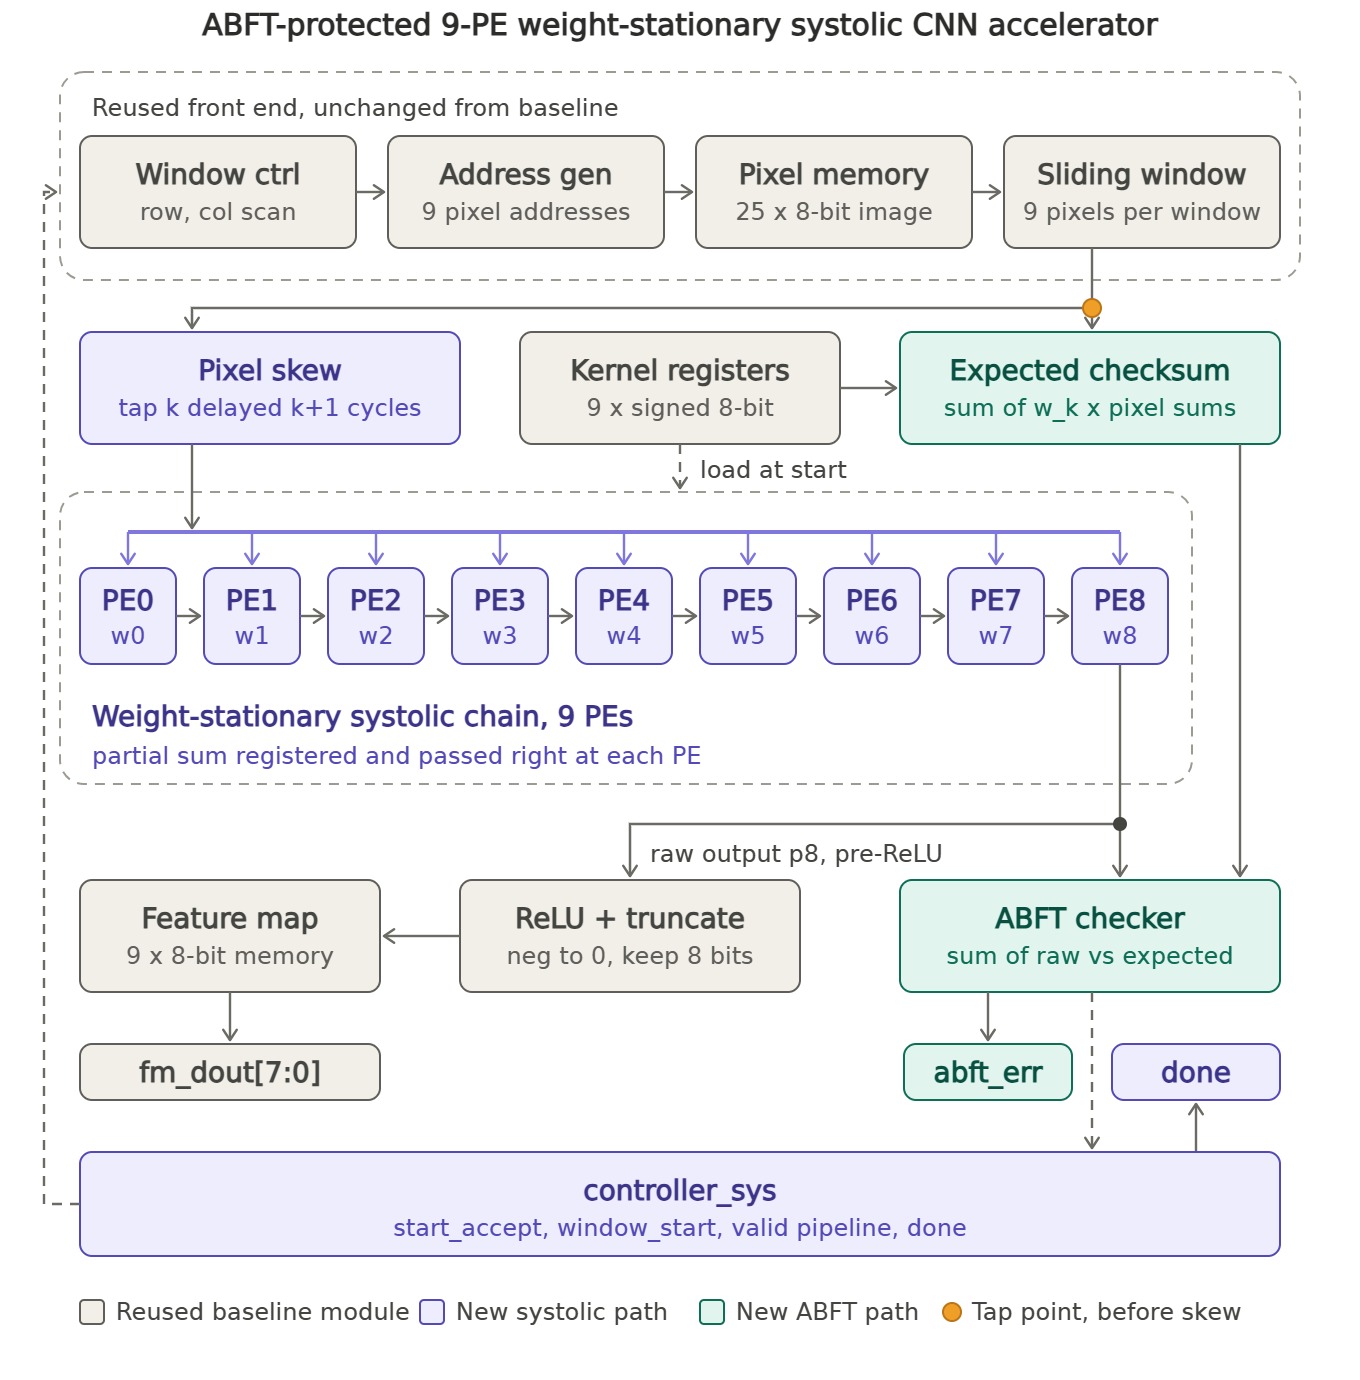 ABFT-protected 9-PE weight-stationary systolic CNN accelerator
Reused front end, unchanged from baseline
Window ctrl
row, col scan
Address gen
9 pixel addresses
Pixel memory
25 x 8-bit image
Sliding window
9 pixels per window
Pixel skew
tap k delayed k+1 cycles
Kernel registers
9 x signed 8-bit
Expected checksum
sum of w_k x pixel sums
load at start
PE0
w0
PE1
w1
PE2
w2
PE3
w3
PE4
w4
PE5
w5
PE6
w6
PE7
w7
PE8
w8
Weight-stationary systolic chain, 9 PEs
partial sum registered and passed right at each PE
raw output p8, pre-ReLU
Feature map
9 x 8-bit memory
ReLU + truncate
neg to 0, keep 8 bits
ABFT checker
sum of raw vs expected
fm_dout[7:0]
abft_err
done
controller_sys
start_accept, window_start, valid pipeline, done
Reused baseline module
New systolic path
New ABFT path
Tap point, before skew